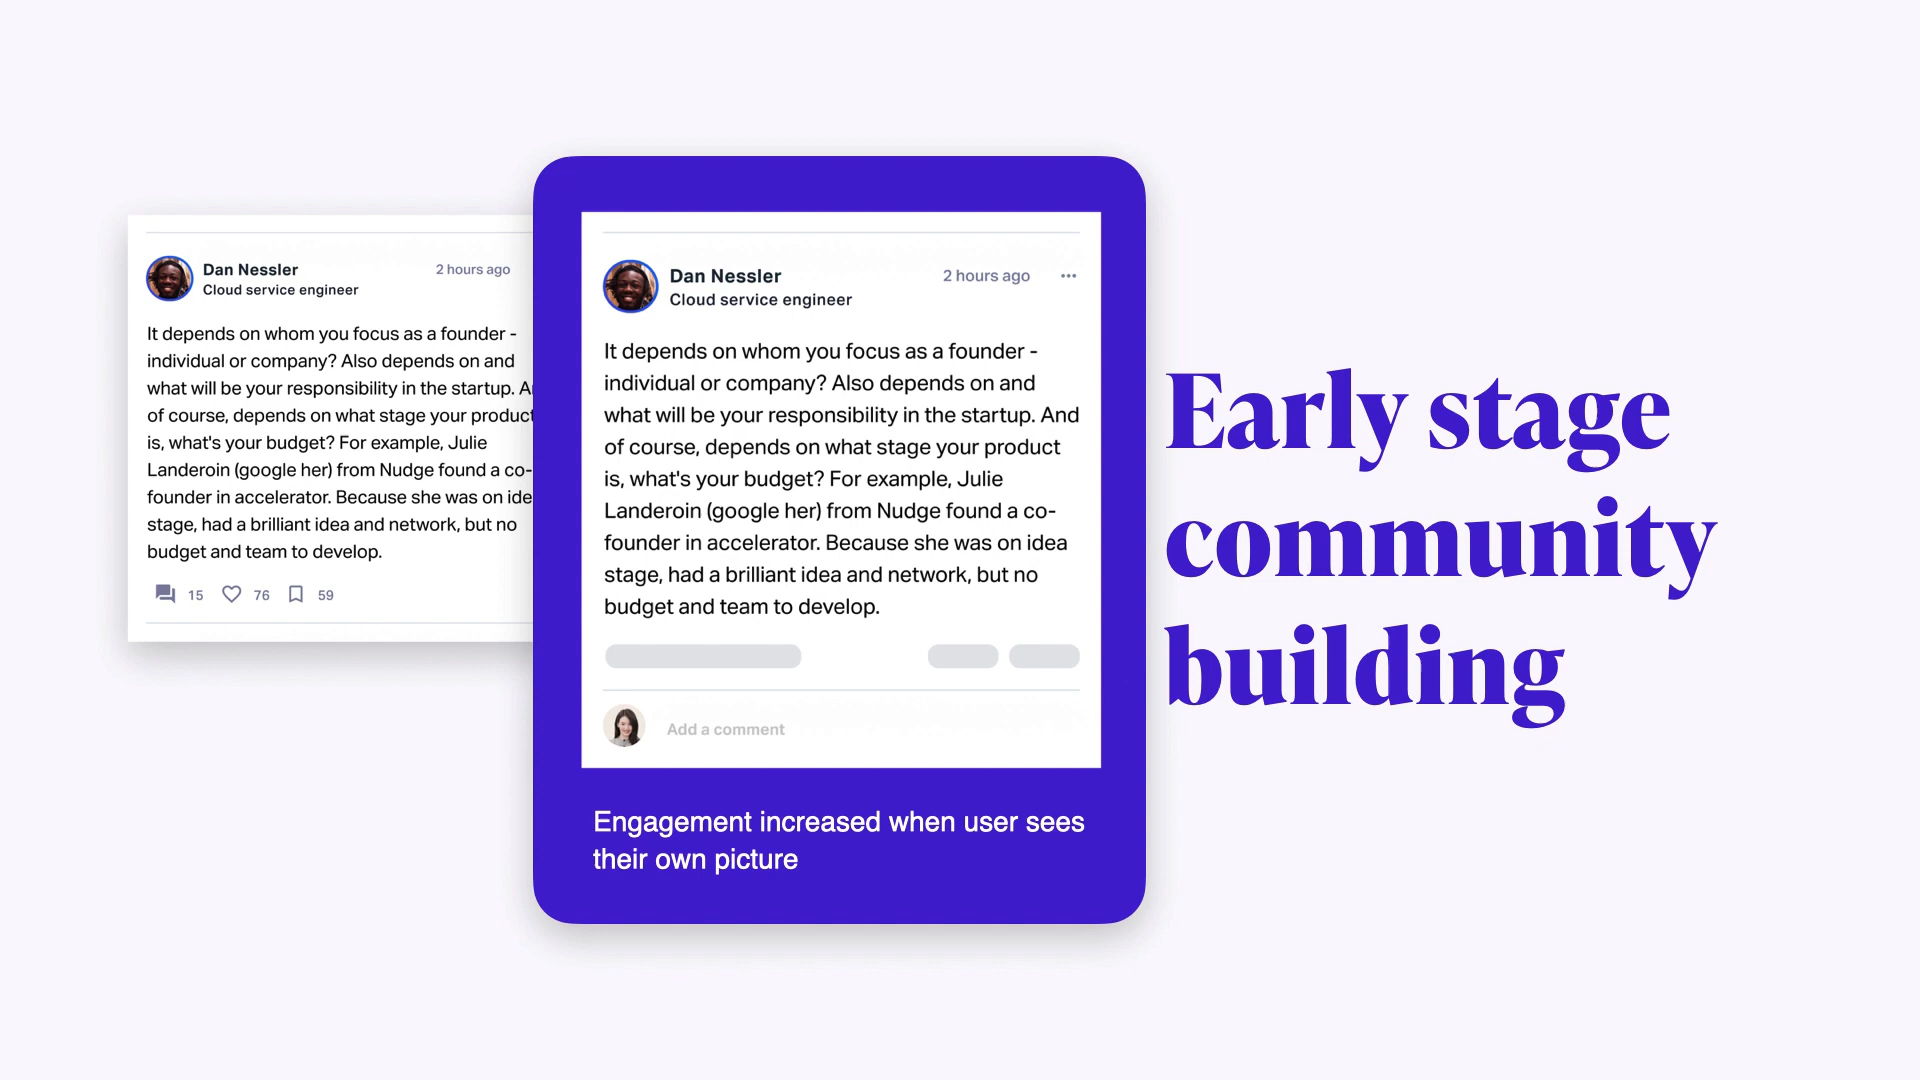 Dan Nessler
2 hours ago
Cloud service engineer
It depends on whom you focus as a founder -
individual or company? Also depends on and
what will be your responsibility in the startup. A
of course, depends on what stage your product
is, what's your budget? For example, Julie
Landeroin (google her) from Nudge found a co-
founder in accelerator. Because she was on ide
stage, had a brilliant idea and network, but no
budget and team to develop.
15 76 59
Dan Nessler
2 hours ago
Cloud service engineer
It depends on whom you focus as a founder -
individual or company? Also depends on and
what will be your responsibility in the startup. And
of course, depends on what stage your product
is, what's your budget? For example, Julie
Landeroin (google her) from Nudge found a co-
founder in accelerator. Because she was on idea
stage, had a brilliant idea and network, but no
budget and team to develop.
Add a comment
Engagement increased when user sees
their own picture
Early stage
community
building